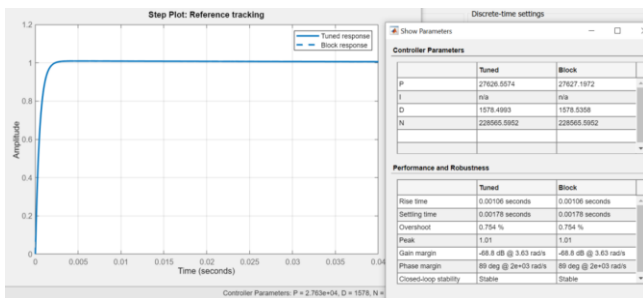 Step Plot: Reference tracking
Discrete-time settings
Tuned response
Block response
Amplitude
1.2
1
0.8
0.6
0.4
0.2
0
0
0.005
0.01
0.015
0.02
0.025
0.03
0.035
0.04
Time (seconds)
Controller Parameters: P = 2.763e+04, D = 1578, N =
Show Parameters
Controller Parameters
Tuned Block
P 27626.5574 27627.1972
I n/a n/a
D 1578.4993 1578.5358
N 228565.5952 228565.5952
Performance and Robustness
Tuned Block
Rise time 0.00106 seconds 0.00106 seconds
Settling time 0.00178 seconds 0.00178 seconds
Overshoot 0.754 % 0.754 %
Peak 1.01 1.01
Gain margin -68.8 dB @ 3.63 rad/s -68.8 dB @ 3.63 rad/s
Phase margin 89 deg @ 2e+03 rad/s 89 deg @ 2e+03 rad/s
Closed-loop stability Stable Stable